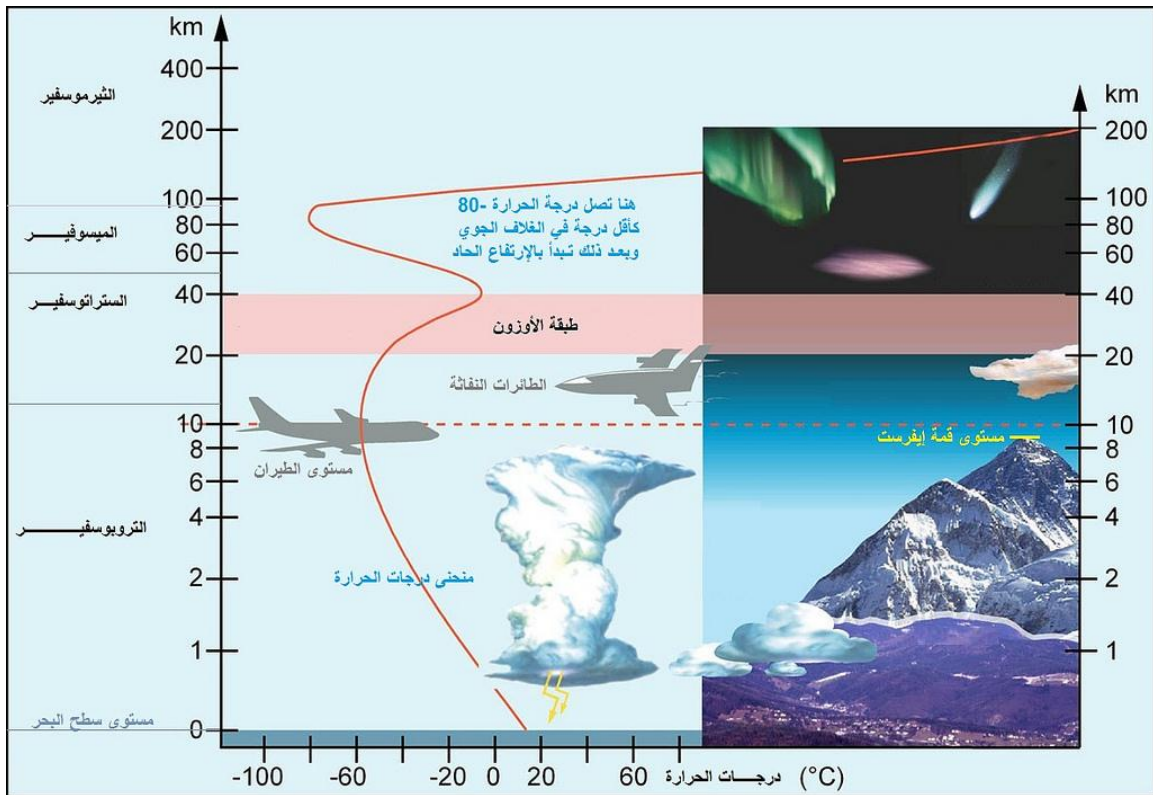 km
400
200
100
80
60
40
20
10
8
6
4
2
1
0
الثيرموسفير
الميسوفيـــر
الستراتوسفيـــر
التروبوسفيـــــر
مستوى سطح البحر
هنا تصل درجة الحرارة -80
كأقل درجة في الغلاف الجوي
وبعد ذلك تبدأ بالإرتفاع الحاد
طبقة الأوزون
الطائرات النفاثة
مستوى الطيران
منحنى درجات الحرارة
مستوى قمة إيفرست
km
200
100
80
60
40
20
10
8
6
4
2
1
-100
-60
-20
0
20
60
درجـــات الحرارة (°C)